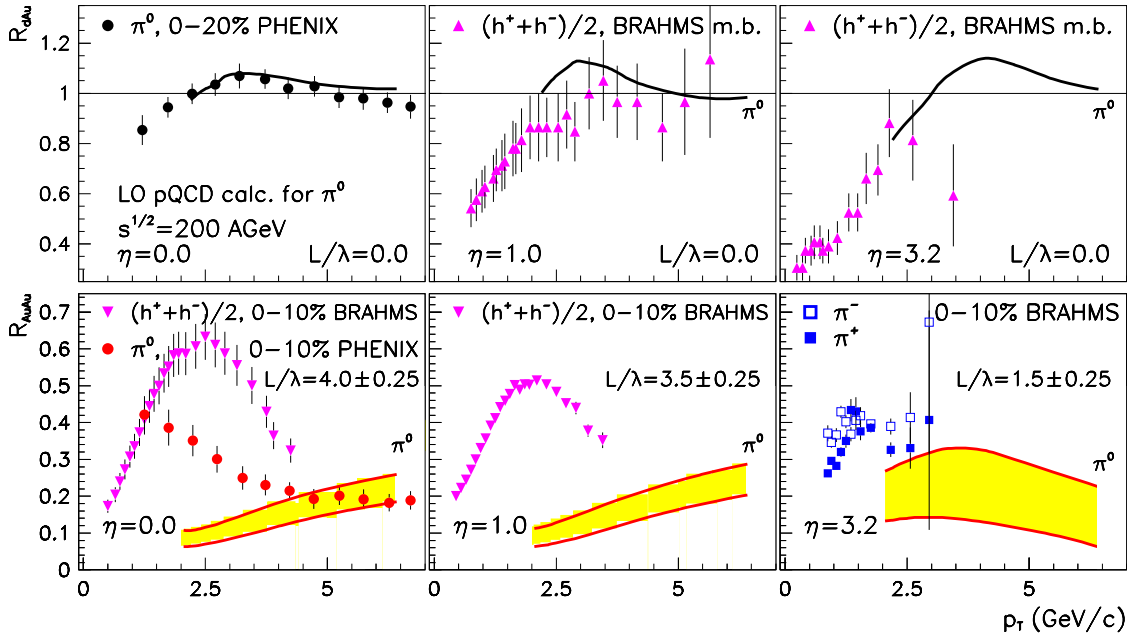 R_dAu
1.2
1
0.8
0.6
0.4
π⁰, 0−20% PHENIX
LO pQCD calc. for π⁰
s^1/2=200 AGeV
η=0.0
L/λ=0.0
(h⁺+h⁻)/2, BRAHMS m.b.
π⁰
η=1.0
L/λ=0.0
(h⁺+h⁻)/2, BRAHMS m.b.
π⁰
η=3.2
L/λ=0.0
R_AuAu
0.7
0.6
0.5
0.4
0.3
0.2
0.1
0
(h⁺+h⁻)/2, 0−10% BRAHMS
π⁰, 0−10% PHENIX
L/λ=4.0±0.25
π⁰
η=0.0
(h⁺+h⁻)/2, 0−10% BRAHMS
L/λ=3.5±0.25
π⁰
η=1.0
π⁻ 0−10% BRAHMS
π⁺
L/λ=1.5±0.25
π⁰
η=3.2
0 2.5 5 0 2.5 5 0 2.5 5
p_T (GeV/c)